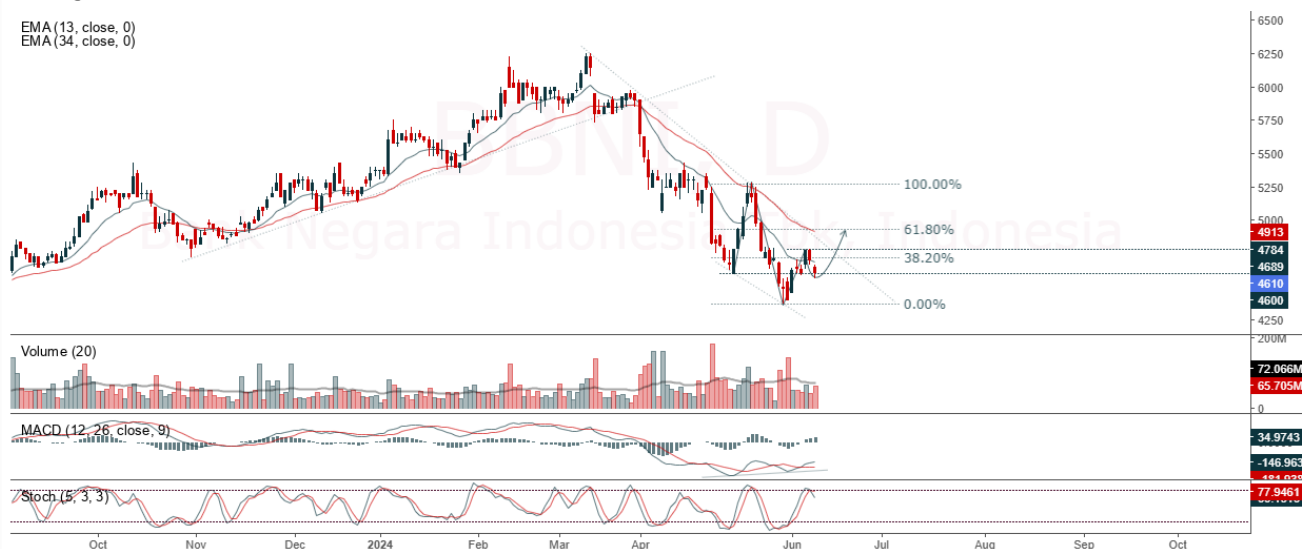 EMA (13, close, 0)
EMA (34, close, 0)
BBNI, D
Bank Negara Indonesia Tbk, Indonesia
6500
6250
6000
5750
5500
5250
5000
4913
4784
4689
4610
4600
4250
100.00%
61.80%
38.20%
0.00%
Volume (20)
200M
72.066M
65.705M
0
MACD (12, 26, close, 9)
34.9743
-146.963
Stoch (5, 3, 3)
77.9461
Oct
Nov
Dec
2024
Feb
Mar
Apr
Jun
Jul
Aug
Sep
Oct